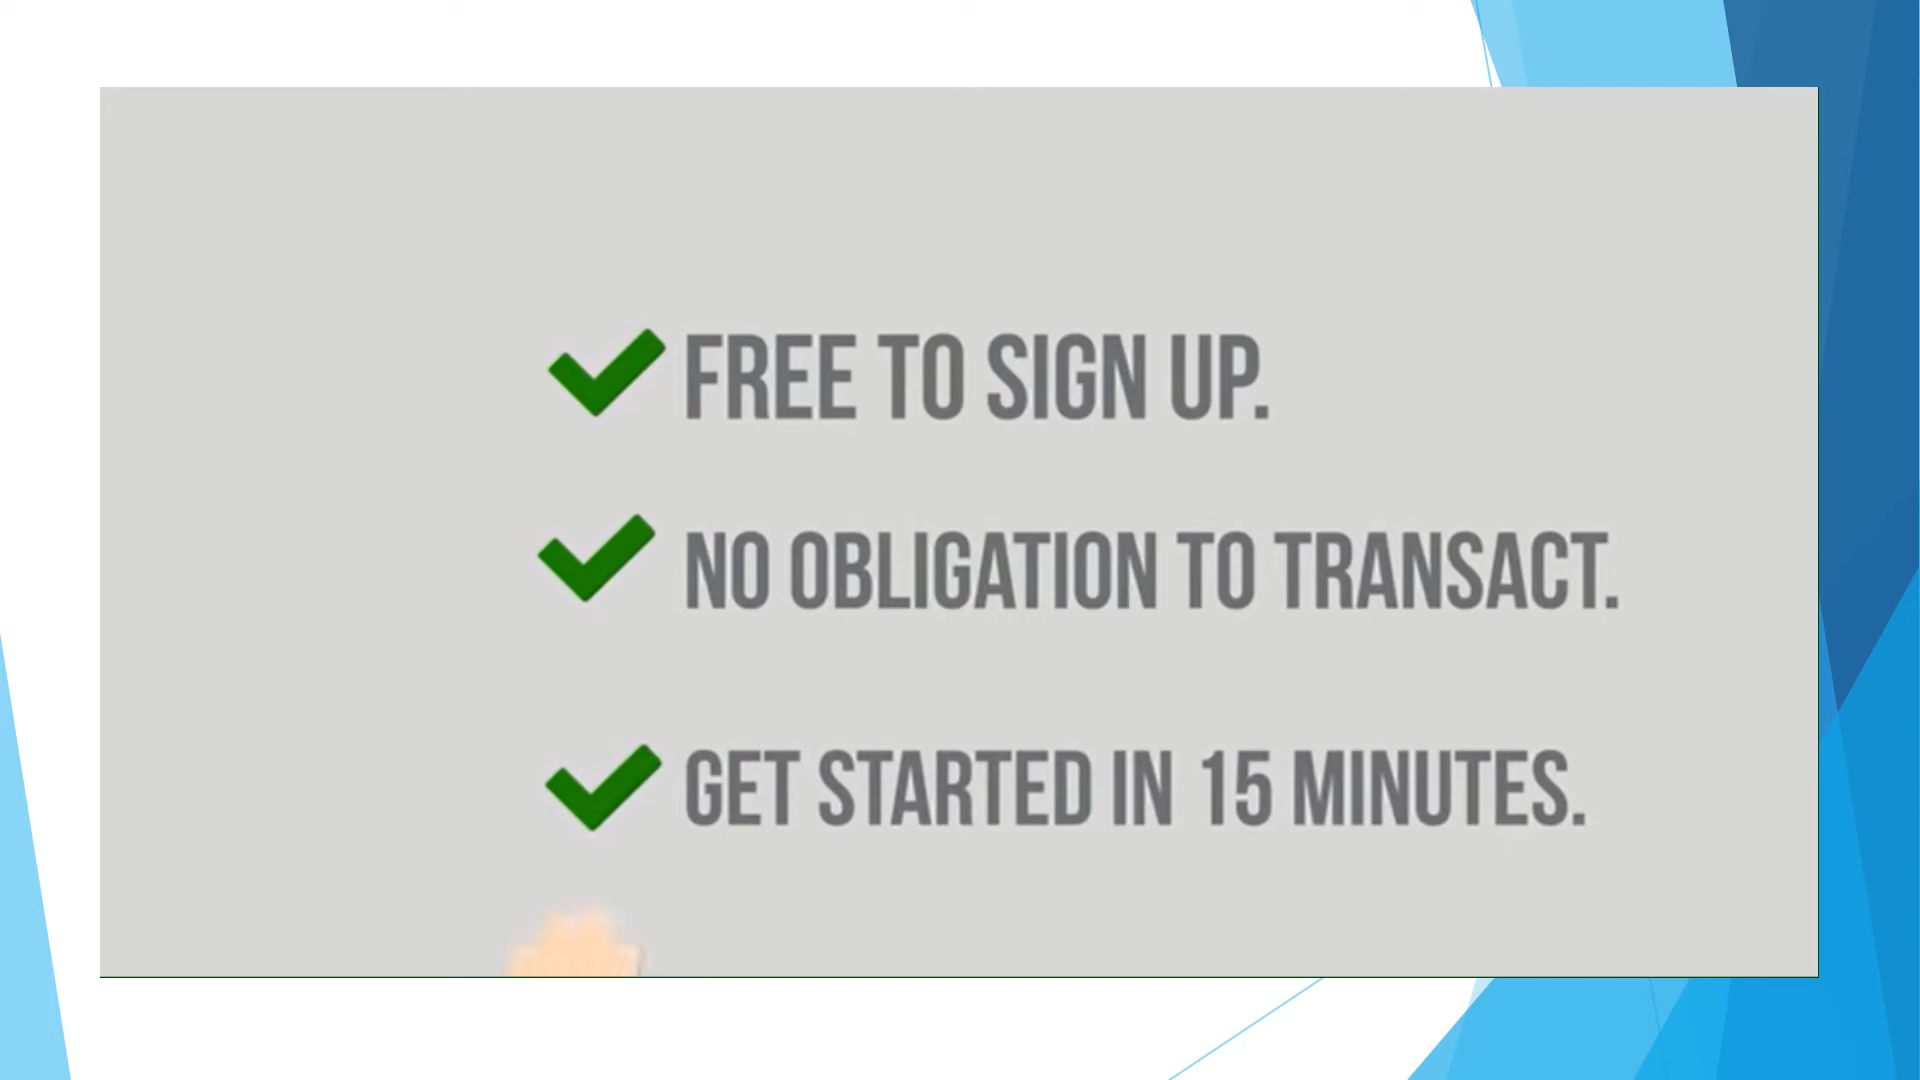 FREE TO SIGN UP.
NO OBLIGATION TO TRANSACT.
GET STARTED IN 15 MINUTES.